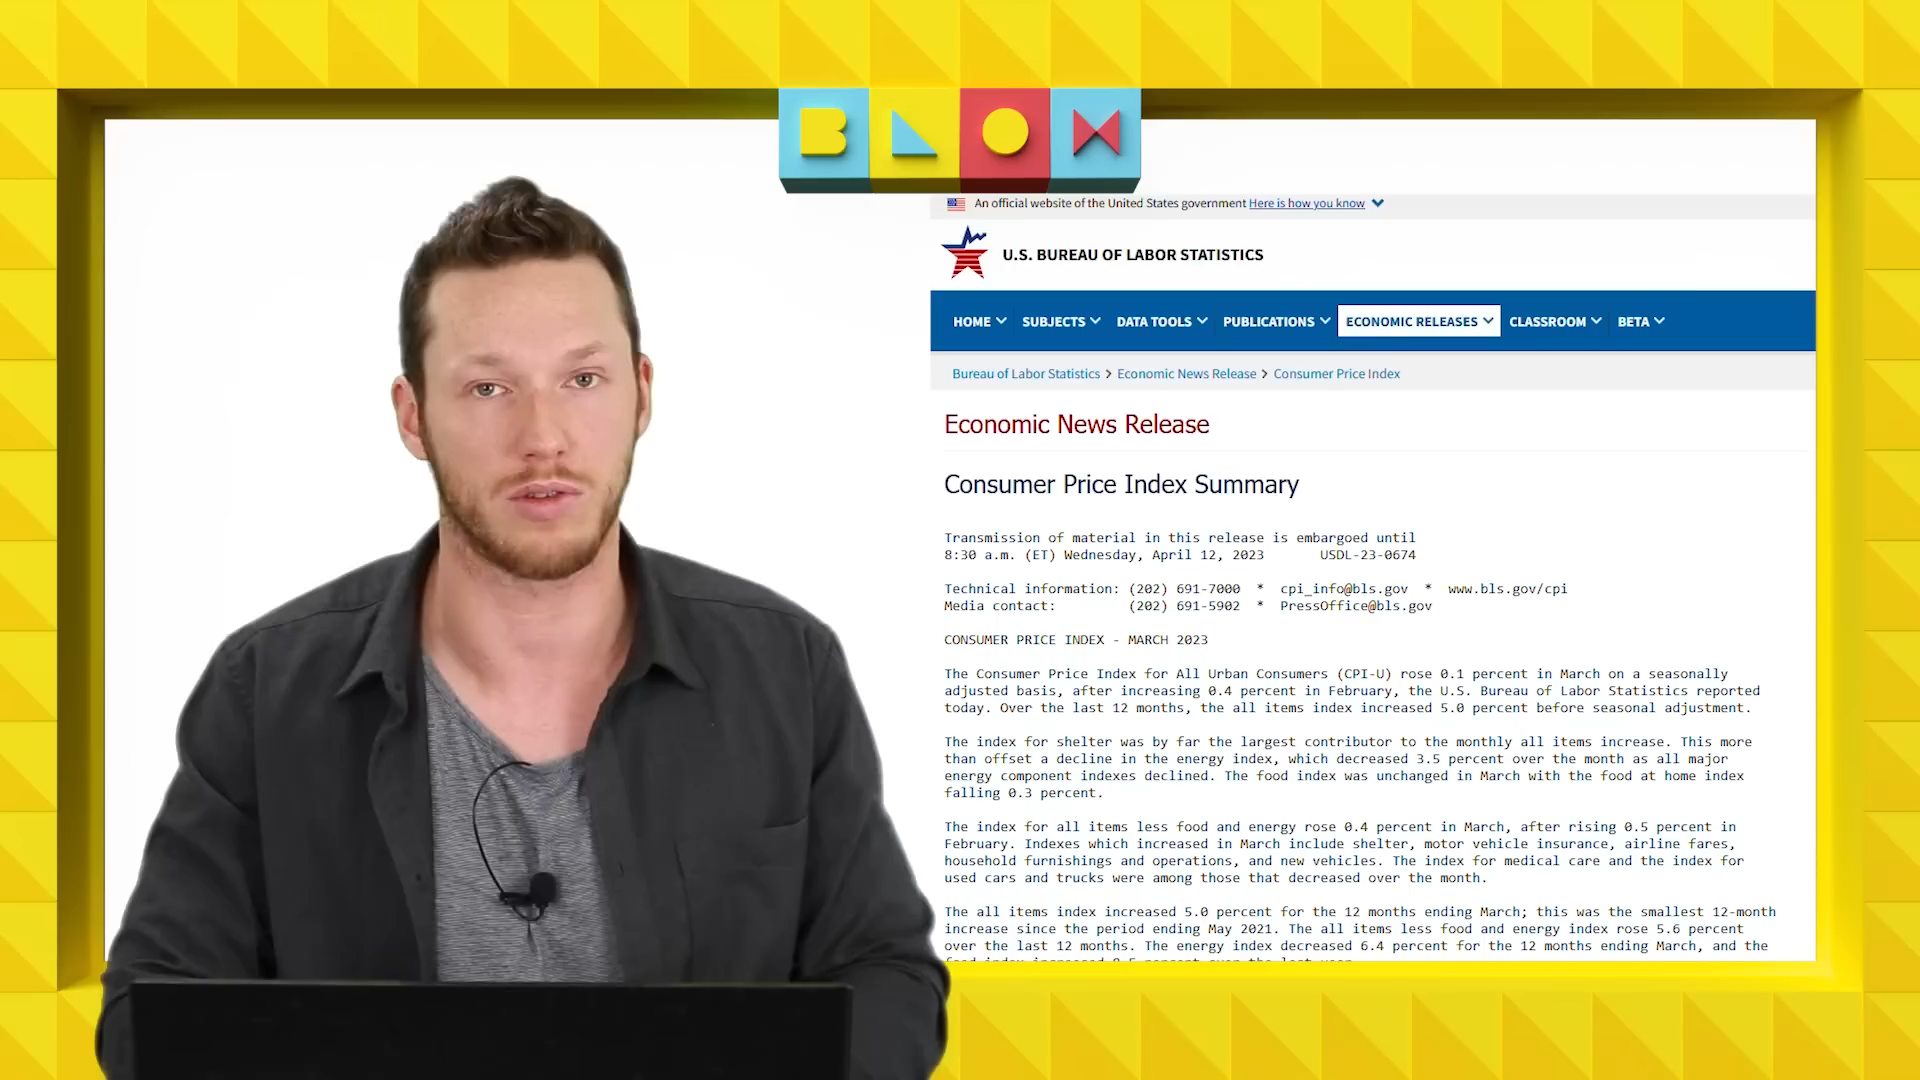 BLOX
An official website of the United States government Here is how you know
U.S. BUREAU OF LABOR STATISTICS
HOME SUBJECTS DATA TOOLS PUBLICATIONS ECONOMIC RELEASES CLASSROOM BETA
Bureau of Labor Statistics > Economic News Release > Consumer Price Index
Economic News Release
Consumer Price Index Summary
Transmission of material in this release is embargoed until
8:30 a.m. (ET) Wednesday, April 12, 2023 USDL-23-0674
Technical information: (202) 691-7000 * cpi_info@bls.gov * www.bls.gov/cpi
Media contact: (202) 691-5902 * PressOffice@bls.gov
CONSUMER PRICE INDEX - MARCH 2023
The Consumer Price Index for All Urban Consumers (CPI-U) rose 0.1 percent in March on a seasonally
adjusted basis, after increasing 0.4 percent in February, the U.S. Bureau of Labor Statistics reported
today. Over the last 12 months, the all items index increased 5.0 percent before seasonal adjustment.
The index for shelter was by far the largest contributor to the monthly all items increase. This more
than offset a decline in the energy index, which decreased 3.5 percent over the month as all major
energy component indexes declined. The food index was unchanged in March with the food at home index
falling 0.3 percent.
The index for all items less food and energy rose 0.4 percent in March, after rising 0.5 percent in
February. Indexes which increased in March include shelter, motor vehicle insurance, airline fares,
household furnishings and operations, and new vehicles. The index for medical care and the index for
used cars and trucks were among those that decreased over the month.
The all items index increased 5.0 percent for the 12 months ending March; this was the smallest 12-month
increase since the period ending May 2021. The all items less food and energy index rose 5.6 percent
over the last 12 months. The energy index decreased 6.4 percent for the 12 months ending March, and the
food index increased 8.5 percent over the last year.